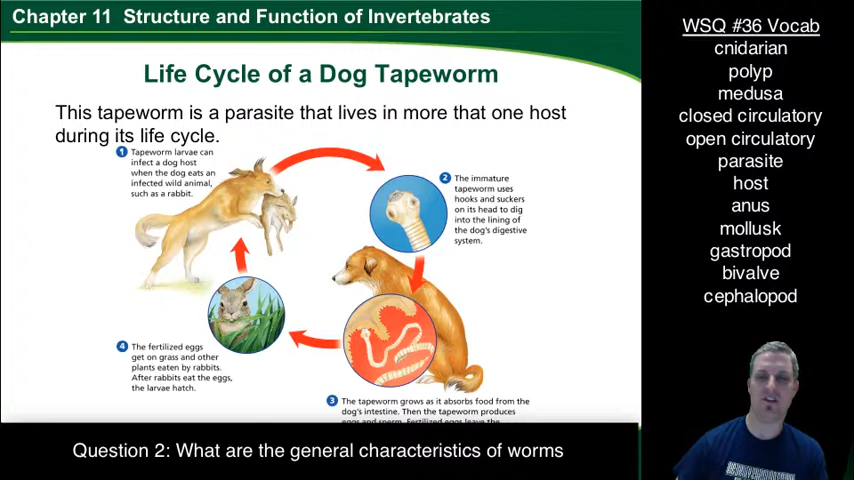 Chapter 11 Structure and Function of Invertebrates
Life Cycle of a Dog Tapeworm
This tapeworm is a parasite that lives in more that one host
during its life cycle.
1 Tapeworm larvae can
infect a dog host
when the dog eats an
infected wild animal,
such as a rabbit.
2 The immature
tapeworm uses
hooks and suckers
on its head to dig
into the lining of
the dog's digestive
system.
4 The fertilized eggs
get on grass and other
plants eaten by rabbits.
After rabbits eat the eggs,
the larvae hatch.
3 The tapeworm grows as it absorbs food from the
dog's intestine. Then the tapeworm produces
eggs and sperm. Fertilized eggs leave the
Question 2: What are the general characteristics of worms
WSQ #36 Vocab
cnidarian
polyp
medusa
closed circulatory
open circulatory
parasite
host
anus
mollusk
gastropod
bivalve
cephalopod